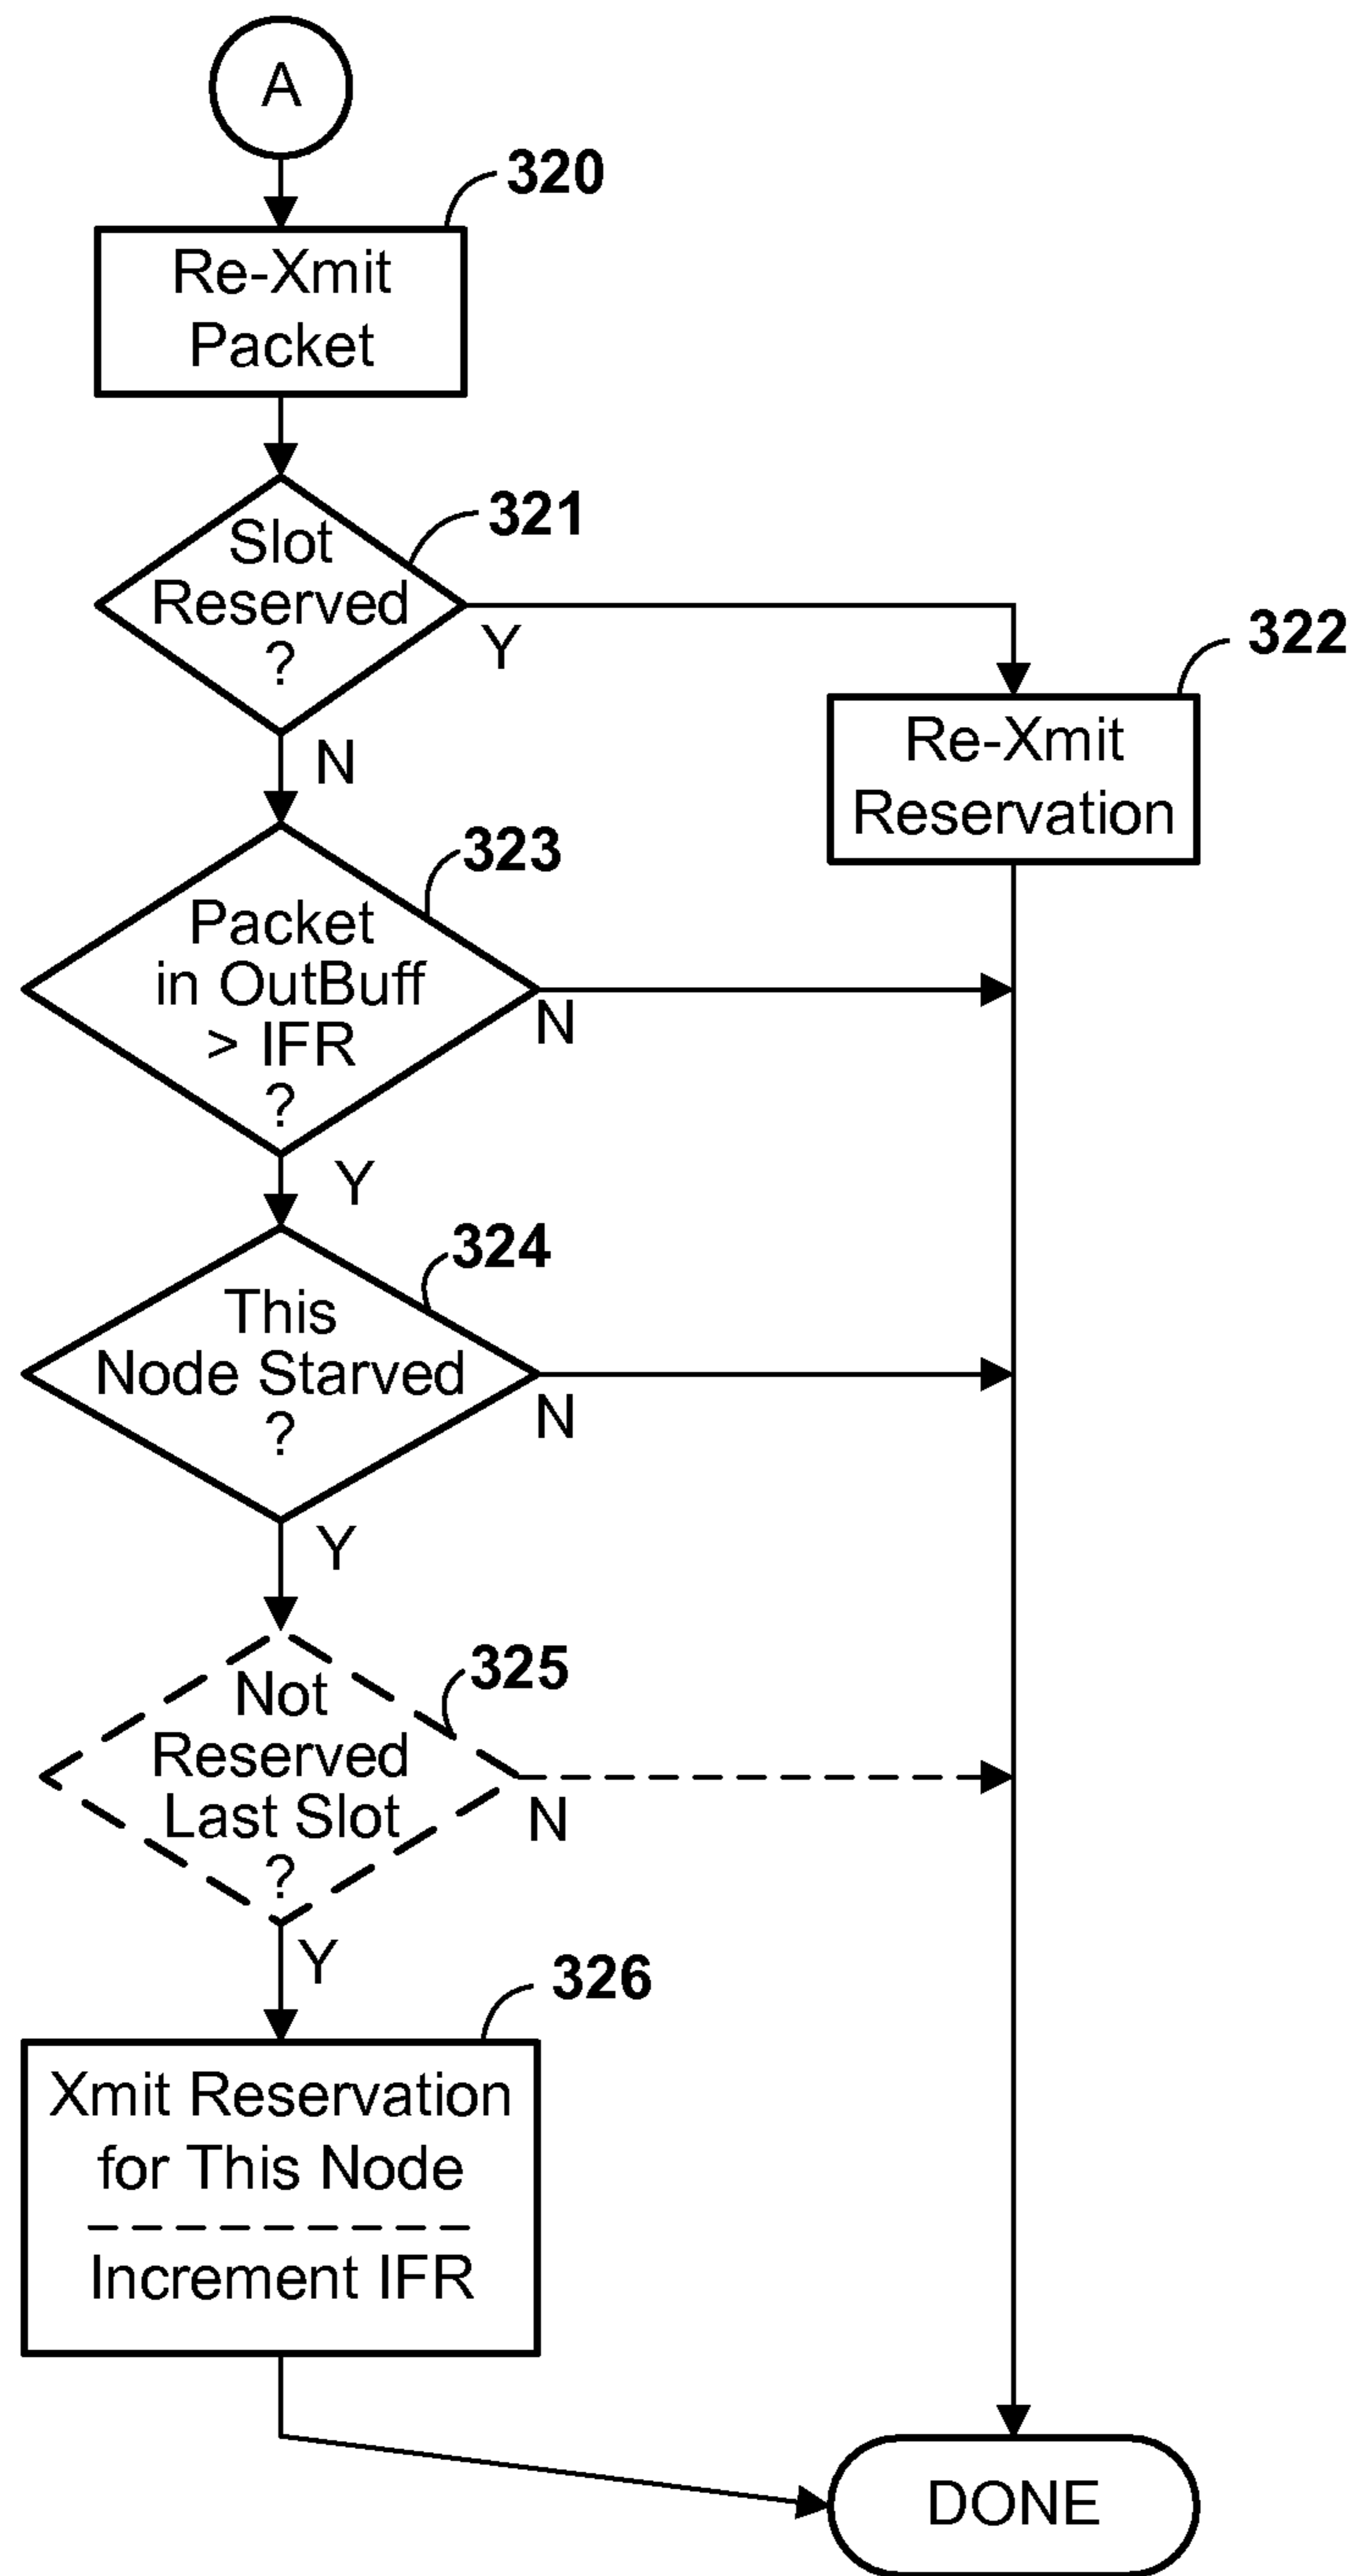 A
320
Re-Xmit
Packet
321
Slot
Reserved
?
Y
N
322
Re-Xmit
Reservation
323
Packet
in OutBuff
> IFR
?
N
Y
324
This
Node Starved
?
N
Y
325
Not
Reserved
Last Slot
?
N
Y
326
Xmit Reservation
for This Node
Increment IFR
DONE